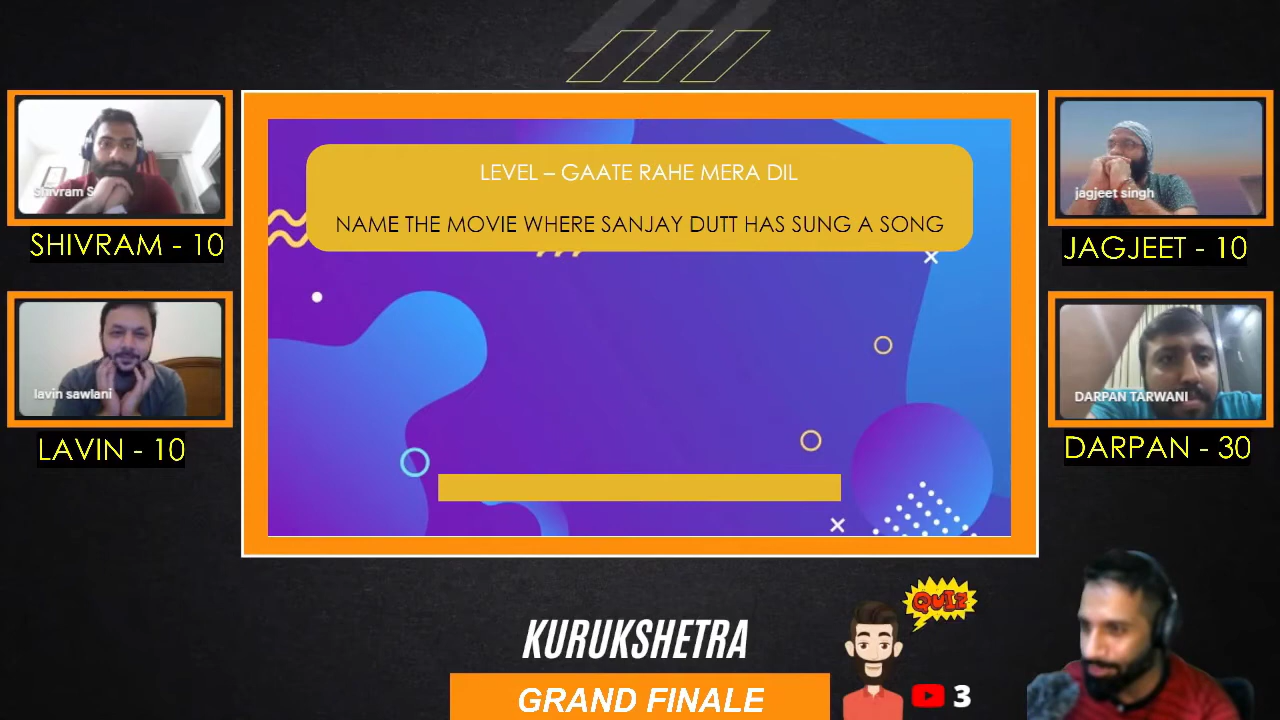 LEVEL – GAATE RAHE MERA DIL
NAME THE MOVIE WHERE SANJAY DUTT HAS SUNG A SONG
Shivram S
SHIVRAM - 10
jagjeet singh
JAGJEET - 10
lavin sawlani
LAVIN - 10
DARPAN TARWANI
DARPAN - 30
QUIZ
KURUKSHETRA
GRAND FINALE
3